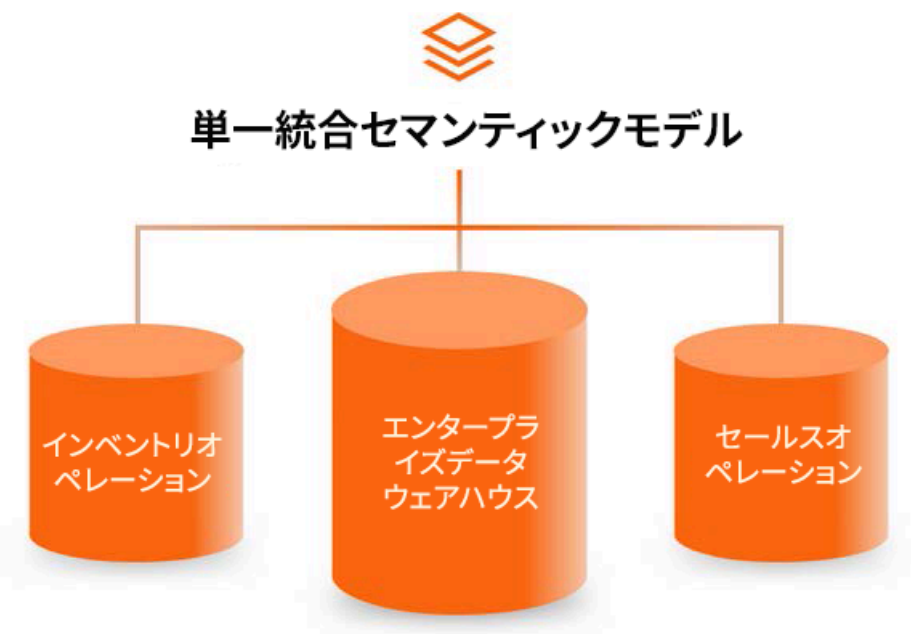 単一統合セマンティックモデル
インベントリオ
ペレーション
エンタープラ
イズデータ
ウェアハウス
セールスオ
ペレーション